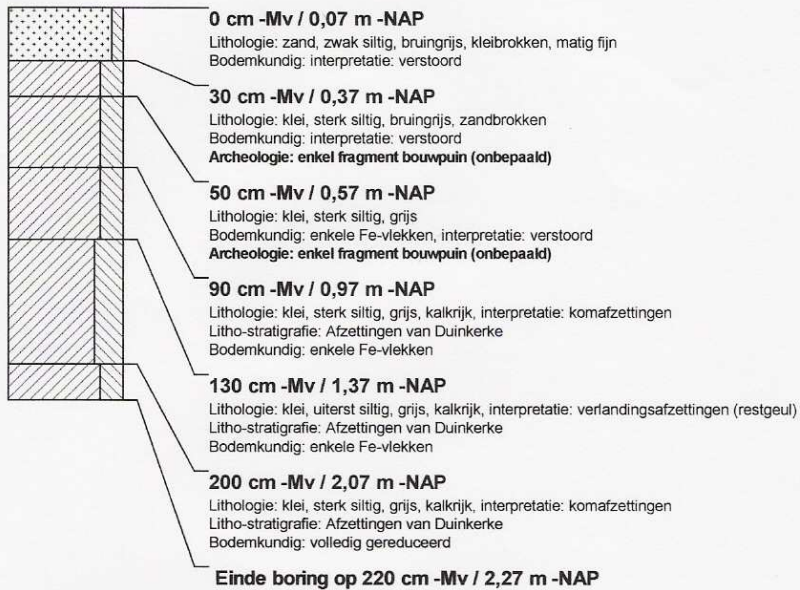 0 cm -Mv / 0,07 m -NAP
Lithologie: zand, zwak siltig, bruingrijs, kleibrokken, matig fijn
Bodemkundig: interpretatie: verstoord
30 cm -Mv / 0,37 m -NAP
Lithologie: klei, sterk siltig, bruingrijs, zandbrokken
Bodemkundig: interpretatie: verstoord
Archeologie: enkel fragment bouwpuin (onbepaald)
50 cm -Mv / 0,57 m -NAP
Lithologie: klei, sterk siltig, grijs
Bodemkundig: enkele Fe-vlekken, interpretatie: verstoord
Archeologie: enkel fragment bouwpuin (onbepaald)
90 cm -Mv / 0,97 m -NAP
Lithologie: klei, sterk siltig, grijs, kalkrijk, interpretatie: komafzettingen
Litho-stratigrafie: Afzettingen van Duinkerke
Bodemkundig: enkele Fe-vlekken
130 cm -Mv / 1,37 m -NAP
Lithologie: klei, uiterst siltig, grijs, kalkrijk, interpretatie: verlandingsafzettingen (restgeul)
Litho-stratigrafie: Afzettingen van Duinkerke
Bodemkundig: enkele Fe-vlekken
200 cm -Mv / 2,07 m -NAP
Lithologie: klei, sterk siltig, grijs, kalkrijk, interpretatie: komafzettingen
Litho-stratigrafie: Afzettingen van Duinkerke
Bodemkundig: volledig gereduceerd
Einde boring op 220 cm -Mv / 2,27 m -NAP